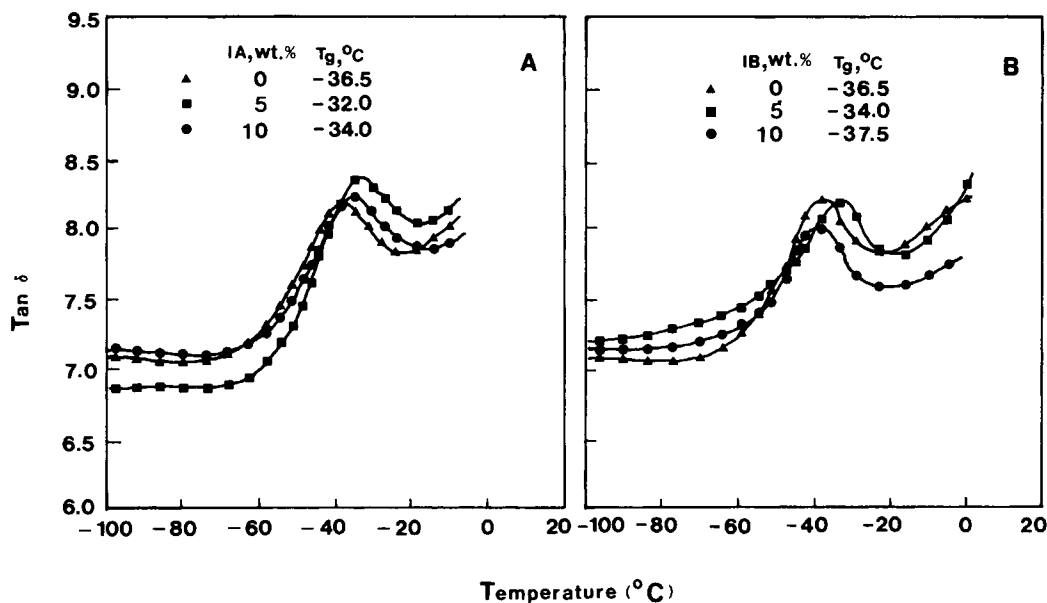 A
IA,wt.% Tg,°C
▲ 0 -36.5
■ 5 -32.0
● 10 -34.0
B
IB,wt.% Tg,°C
▲ 0 -36.5
■ 5 -34.0
● 10 -37.5
9.5
9.0
8.5
8.0
7.5
7.0
6.5
6.0
Tan δ
-100 -80 -60 -40 -20 0 20
-100 -80 -60 -40 -20 0 20
Temperature (°C)